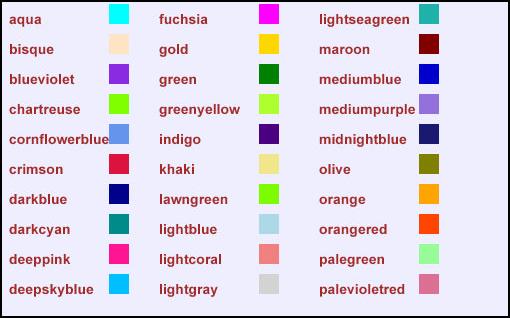 aqua fuchsia lightseagreen
bisque gold maroon
blueviolet green mediumblue
chartreuse greenyellow mediumpurple
cornflowerblue indigo midnightblue
crimson khaki olive
darkblue lawngreen orange
darkcyan lightblue orangered
deeppink lightcoral palegreen
deepskyblue lightgray palevioletred